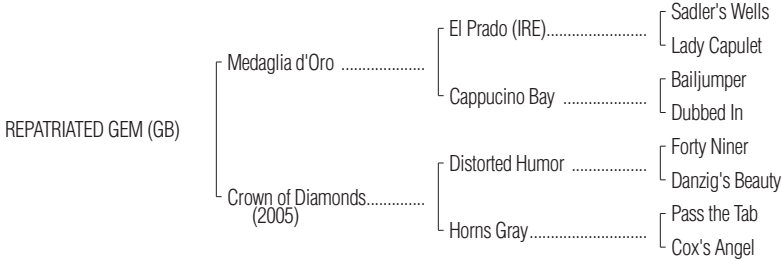 Sadler's Wells
El Prado (IRE)........................
Lady Capulet
Medaglia d'Oro ....................
Bailjumper
Cappucino Bay ....................
Dubbed In
REPATRIATED GEM (GB)
Forty Niner
Distorted Humor ..................
Danzig's Beauty
Crown of Diamonds..............
(2005)
Pass the Tab
Horns Gray............................
Cox's Angel